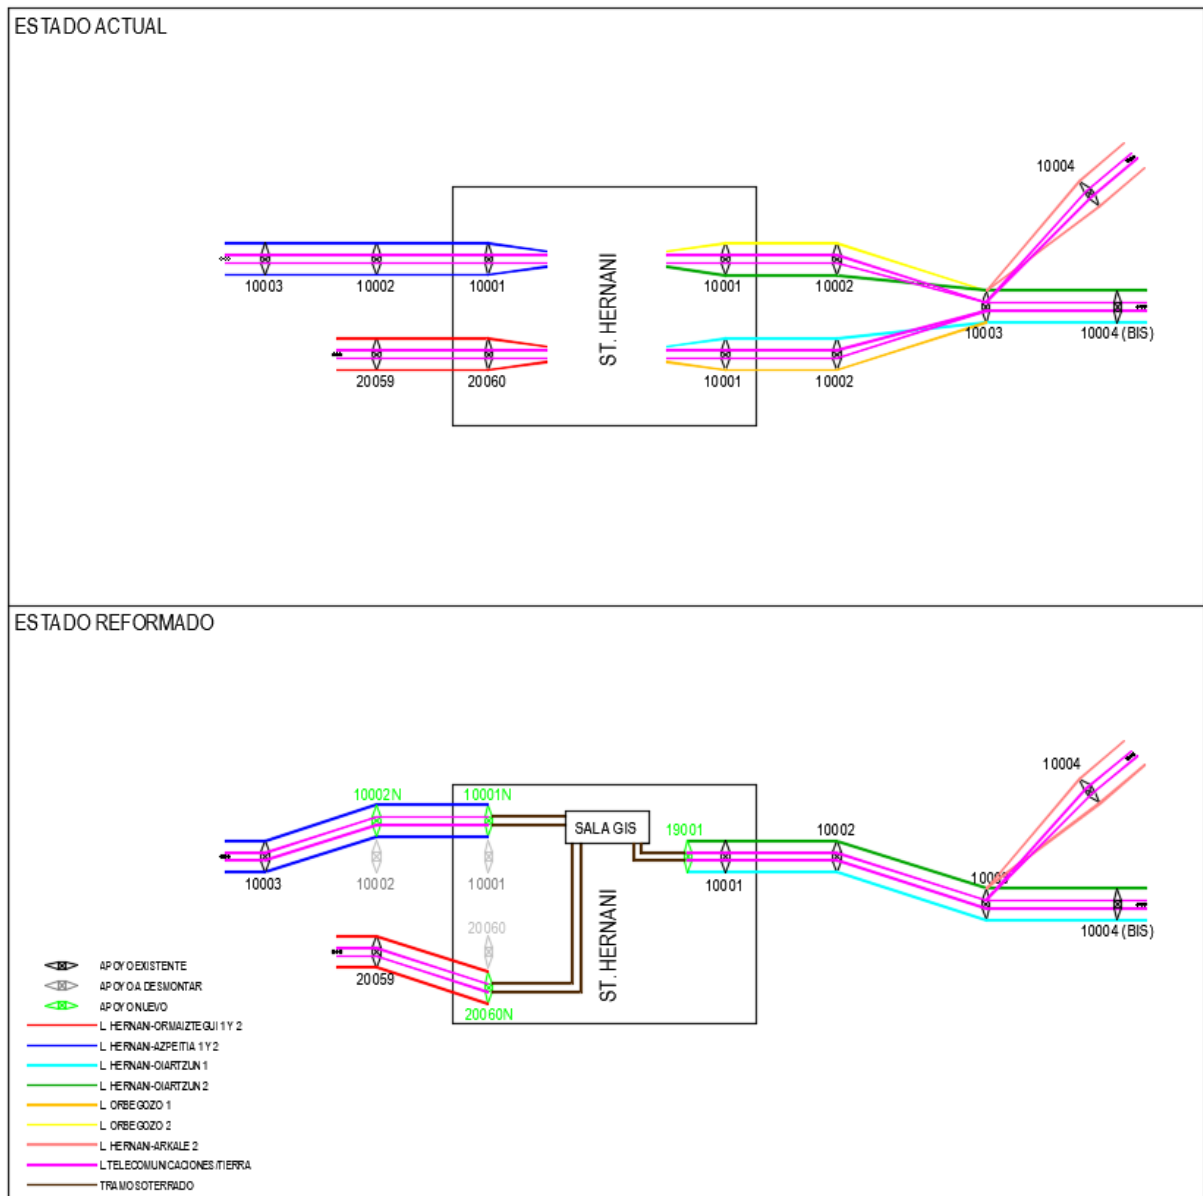 ESTADO ACTUAL
10004
10003
10002
10001
ST. HERNANI
10001
10002
10003
10004 (BIS)
20059
20060
10001
10002
ESTADO REFORMADO
10004
10002N
10001N
SALA GIS
19001
10002
10003
10002
10001
10001
10003
10004 (BIS)
20060
ST. HERNANI
20059
20060N
APOYO EXISTENTE
APOYO A DESMONTAR
APOYO NUEVO
L. HERNANI-ORMAIZTEGUI 1 Y 2
L. HERNANI-AZPEITIA 1 Y 2
L. HERNANI-OIARTZUN 1
L. HERNANI-OIARTZUN 2
L. ORBEGOZO 1
L. ORBEGOZO 2
L. HERNANI-ARKALE 2
L.TELECOMUNICACIONES/TIERRA
TRAMO SOTERRADO